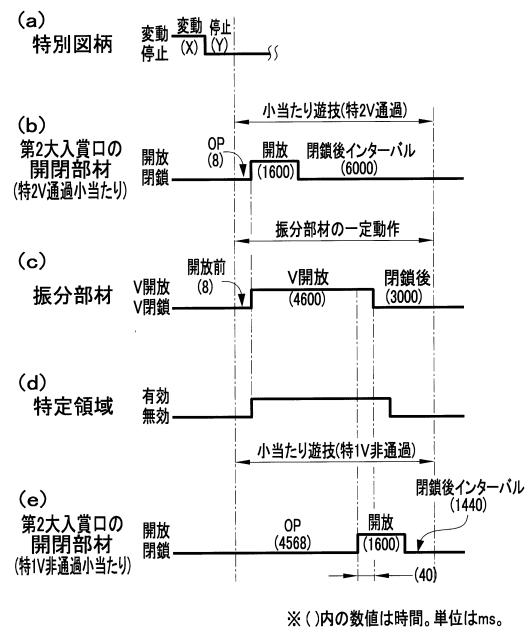 (a)
特別図柄
変動
停止
変動
(X)
停止
(Y)
小当たり遊技(特2V通過)
(b)
第2大入賞口の
開閉部材
(特2V通過小当たり)
開放
閉鎖
OP
(8)
開放
(1600)
閉鎖後インターバル
(6000)
振分部材の一定動作
(c)
振分部材
V開放
V閉鎖
開放前
(8)
V開放
(4600)
閉鎖後
(3000)
(d)
特定領域
有効
無効
小当たり遊技(特1V非通過)
(e)
第2大入賞口の
開閉部材
(特1V非通過小当たり)
開放
閉鎖
OP
(4568)
開放
(1600)
閉鎖後インターバル
(1440)
(40)
※()内の数値は時間。単位はms。